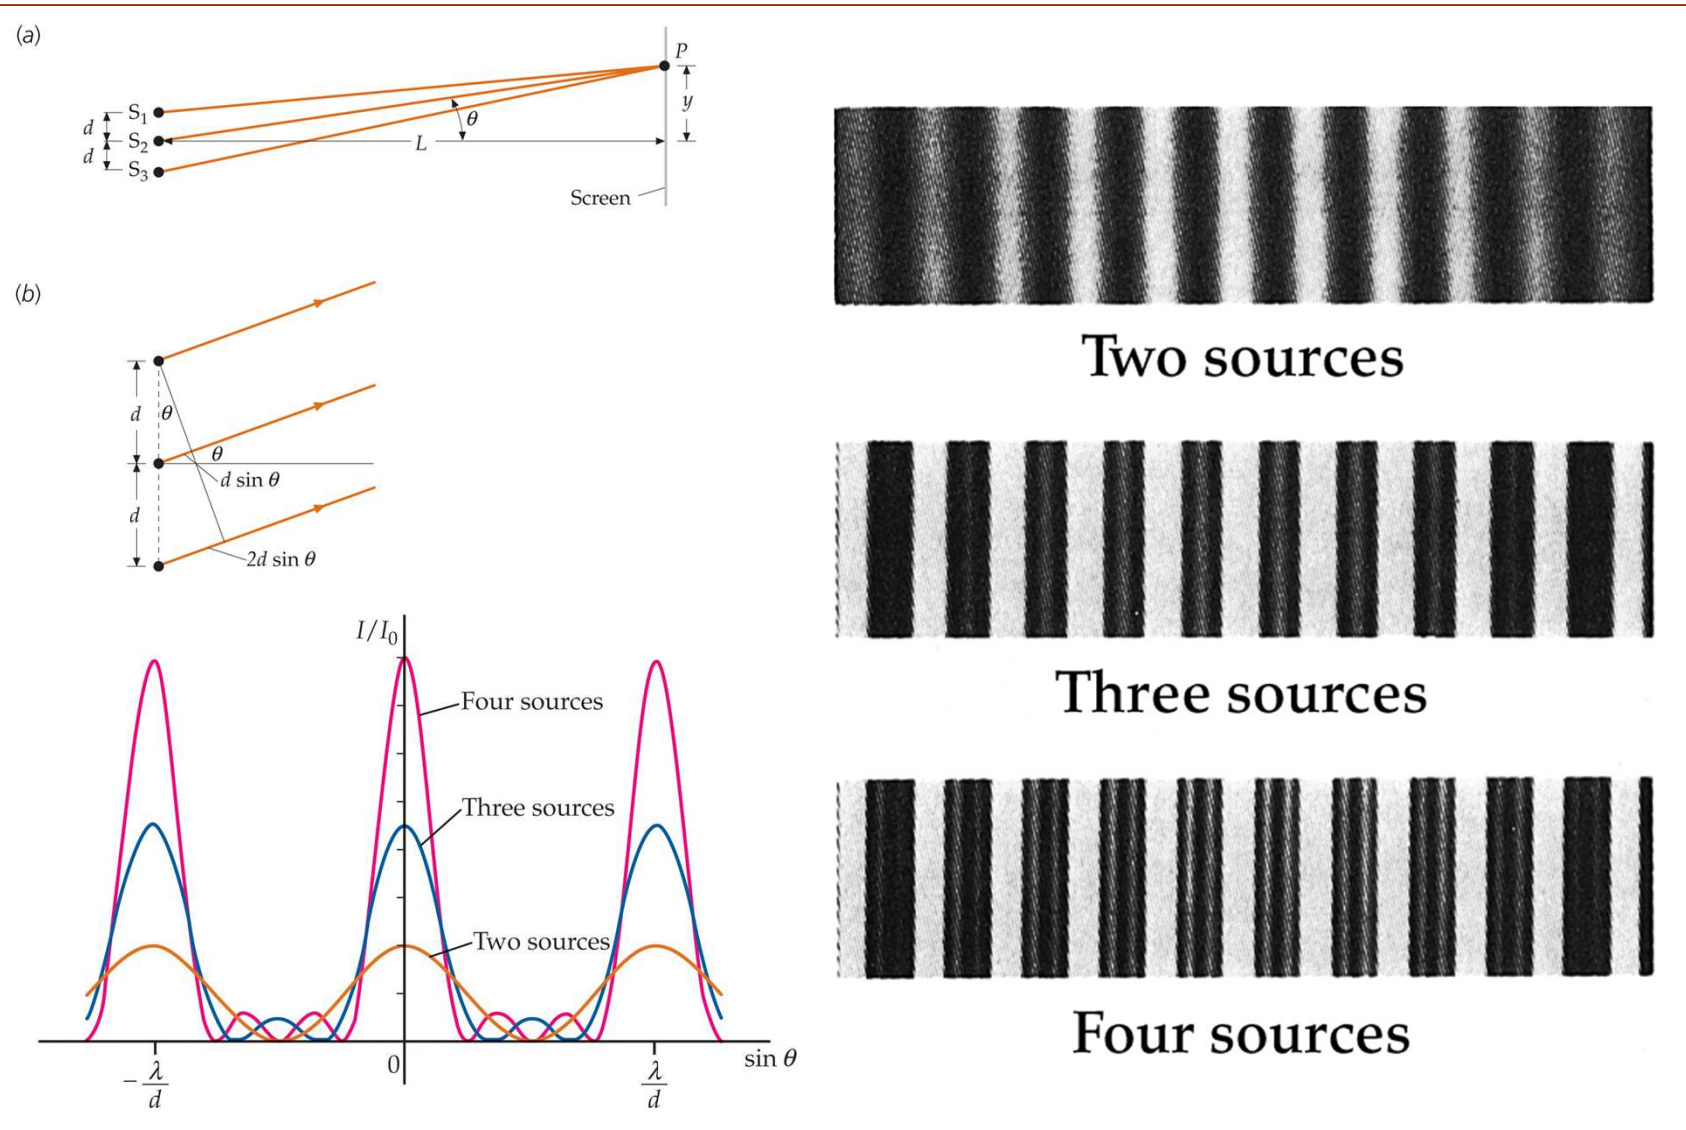 (a)
P
S₁
d
S₂
d
S₃
θ
L
y
Screen
(b)
d
θ
θ
d sin θ
d
2d sin θ
I/I₀
Four sources
Three sources
Two sources
− λ/d
0
λ/d
sin θ
Two sources
Three sources
Four sources